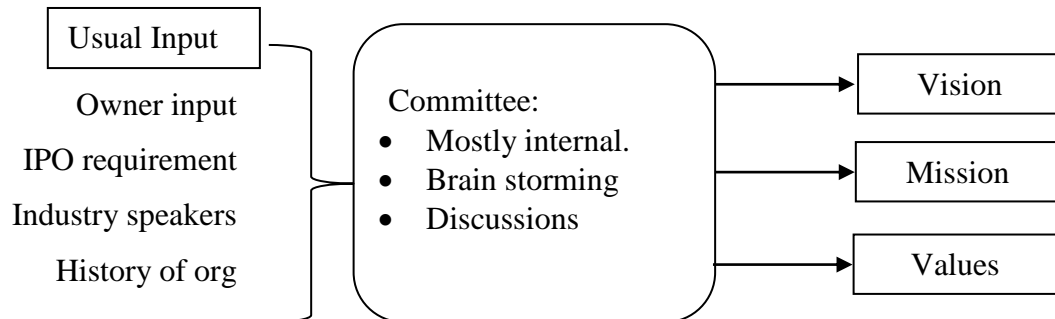 Usual Input
Owner input
IPO requirement
Industry speakers
History of org
Committee:
• Mostly internal.
• Brain storming
• Discussions
Vision
Mission
Values